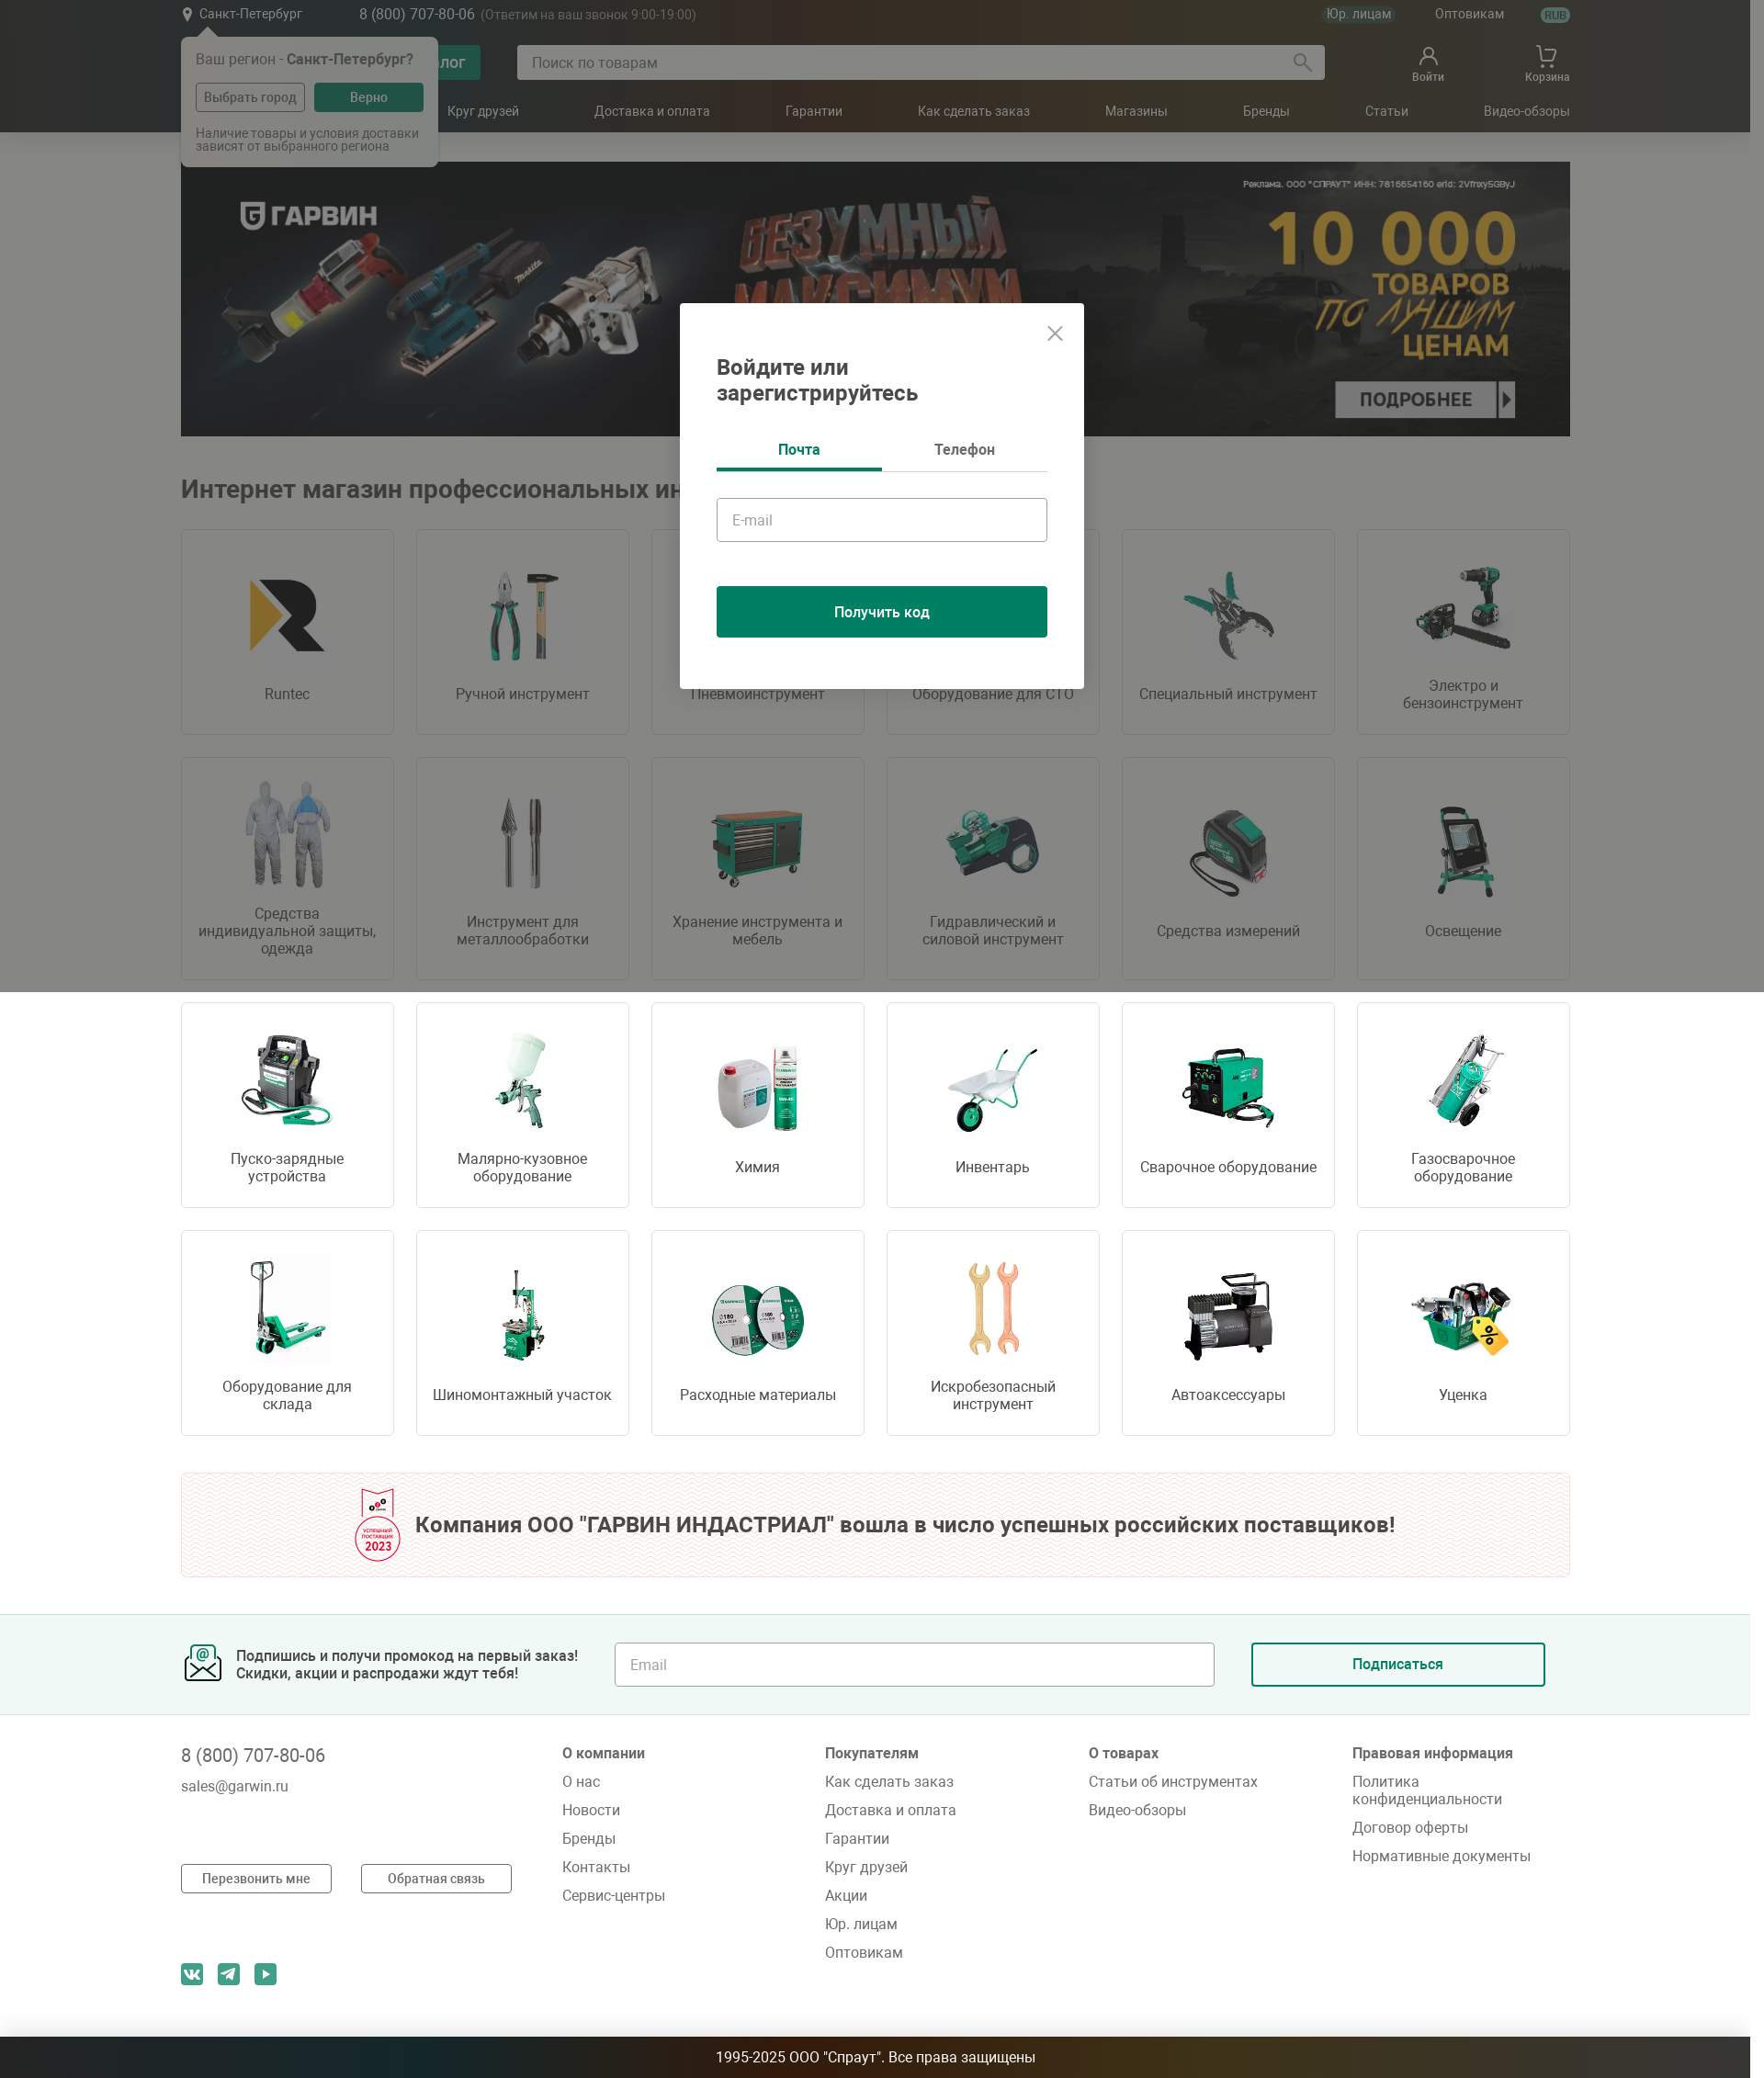 Санкт-Петербург
8 (800) 707-80-06 (Ответим на ваш звонок 9:00-19:00)
Юр. лицам
Оптовикам
RUB
Ваш регион - Санкт-Петербург?
Выбрать город
Верно
Наличие товары и условия доставки
зависят от выбранного региона
Поиск по товарам
Войти
Корзина
Круг друзей
Доставка и оплата
Гарантии
Как сделать заказ
Магазины
Бренды
Статьи
Видео-обзоры
ГАРВИН
БЕЗУМНЫЙ
МАКСИМУМ
Реклама. ООО "СПРАУТ" ИНН: 7816654160 erid: 2VfnxySGByJ
10 000
ТОВАРОВ
ПО ЛУЧШИМ
ЦЕНАМ
ПОДРОБНЕЕ
Войдите или
зарегистрируйтесь
Почта
Телефон
E-mail
Получить код
Интернет магазин профессиональных
Runtec
Ручной инструмент
Пневмоинструмент
Оборудование для СТО
Специальный инструмент
Электро и
бензоинструмент
Средства
индивидуальной защиты,
одежда
Инструмент для
металлообработки
Хранение инструмента и
мебель
Гидравлический и
силовой инструмент
Средства измерений
Освещение
Пуско-зарядные
устройства
Малярно-кузовное
оборудование
Химия
Инвентарь
Сварочное оборудование
Газосварочное
оборудование
Оборудование для
склада
Шиномонтажный участок
Расходные материалы
Искробезопасный
инструмент
Автоаксессуары
Уценка
УСПЕШНЫЙ
ПОСТАВЩИК
2023
Компания ООО "ГАРВИН ИНДАСТРИАЛ" вошла в число успешных российских поставщиков!
Подпишись и получи промокод на первый заказ!
Скидки, акции и распродажи ждут тебя!
Email
Подписаться
8 (800) 707-80-06
sales@garwin.ru
Перезвонить мне
Обратная связь
О компании
О нас
Новости
Бренды
Контакты
Сервис-центры
Покупателям
Как сделать заказ
Доставка и оплата
Гарантии
Круг друзей
Акции
Юр. лицам
Оптовикам
О товарах
Статьи об инструментах
Видео-обзоры
Правовая информация
Политика
конфиденциальности
Договор оферты
Нормативные документы
1995-2025 ООО "Спраут". Все права защищены